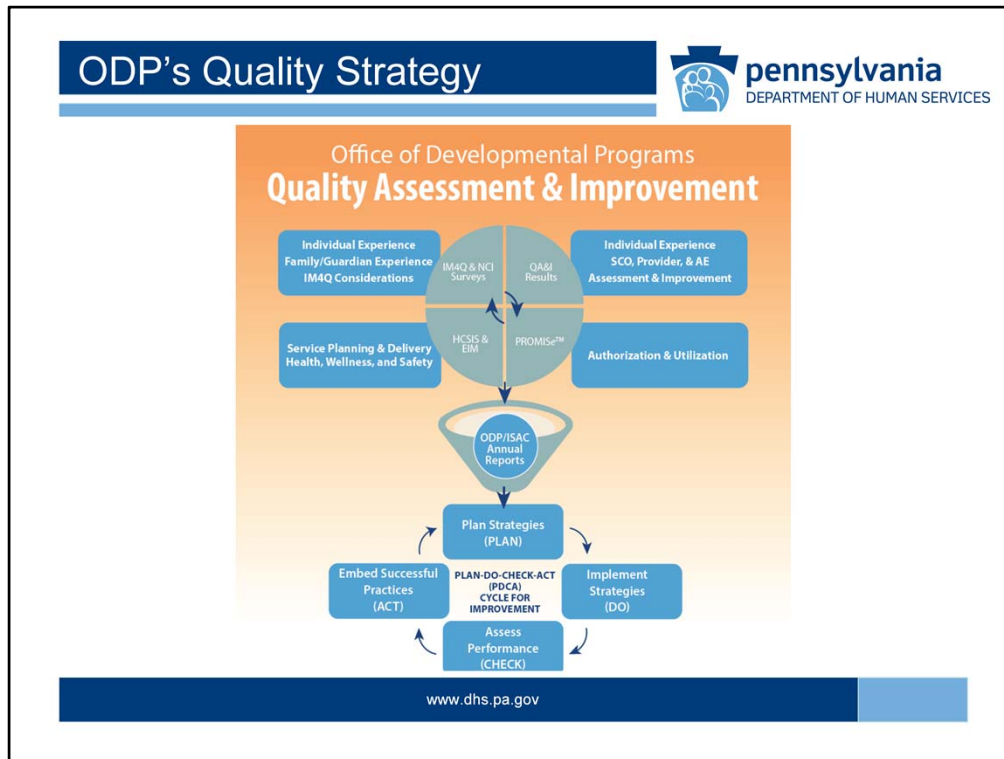 ODP's Quality Strategy
pennsylvania
DEPARTMENT OF HUMAN SERVICES
Office of Developmental Programs
Quality Assessment & Improvement
Individual Experience
Family/Guardian Experience
IM4Q Considerations
IM4Q & NCI
Surveys
QA&I
Results
Individual Experience
SCO, Provider, & AE
Assessment & Improvement
Service Planning & Delivery
Health, Wellness, and Safety
HCSIS &
EIM
PROMISe™
Authorization & Utilization
ODP/ISAC
Annual
Reports
Plan Strategies
(PLAN)
Embed Successful
Practices
(ACT)
PLAN-DO-CHECK-ACT
(PDCA)
CYCLE FOR
IMPROVEMENT
Implement
Strategies
(DO)
Assess
Performance
(CHECK)
www.dhs.pa.gov